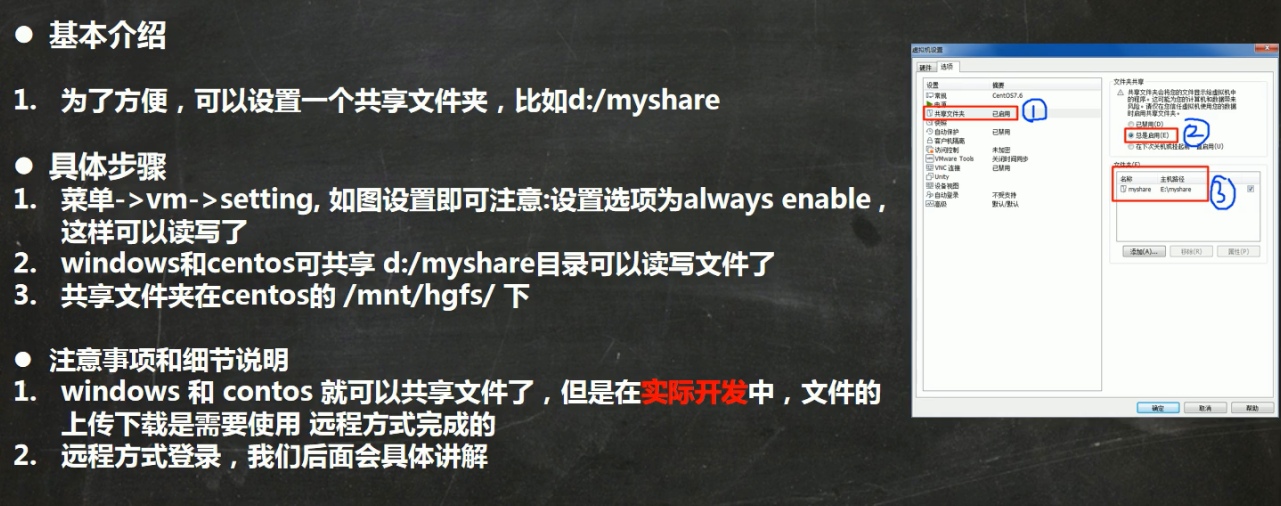 ● 基本介绍
1. 为了方便，可以设置一个共享文件夹，比如d:/myshare
● 具体步骤
1. 菜单->vm->setting, 如图设置即可注意:设置选项为always enable，
这样可以读写了
2. windows和centos可共享 d:/myshare目录可以读写文件了
3. 共享文件夹在centos的 /mnt/hgfs/ 下
● 注意事项和细节说明
1. windows 和 contos 就可以共享文件了，但是在实际开发中，文件的
上传下载是需要使用 远程方式完成的
2. 远程方式登录，我们后面会具体讲解
虚拟机设置
硬件 选项
设置 摘要
常规 CentOS7.6
电源
共享文件夹 已启用 ①
快照
自动保护 已禁用
客户机隔离
访问控制 未加密
VMware Tools 关闭时间同步
VNC 连接 已禁用
Unity
设备视图
自动登录 不受支持
高级 默认/默认
文件夹共享
共享文件夹会将您的文件显示给虚拟机中
的程序。这可能为您的计算机和数据带来
风险。请仅在您信任虚拟机使用您的数据
时启用共享文件夹。
已禁用(D)
总是启用(E) ②
在下次关机或挂起前一直启用(U)
文件夹(F)
名称 主机路径
myshare E:\myshare ③
添加(A)... 移除(R) 属性(P)
确定 取消 帮助